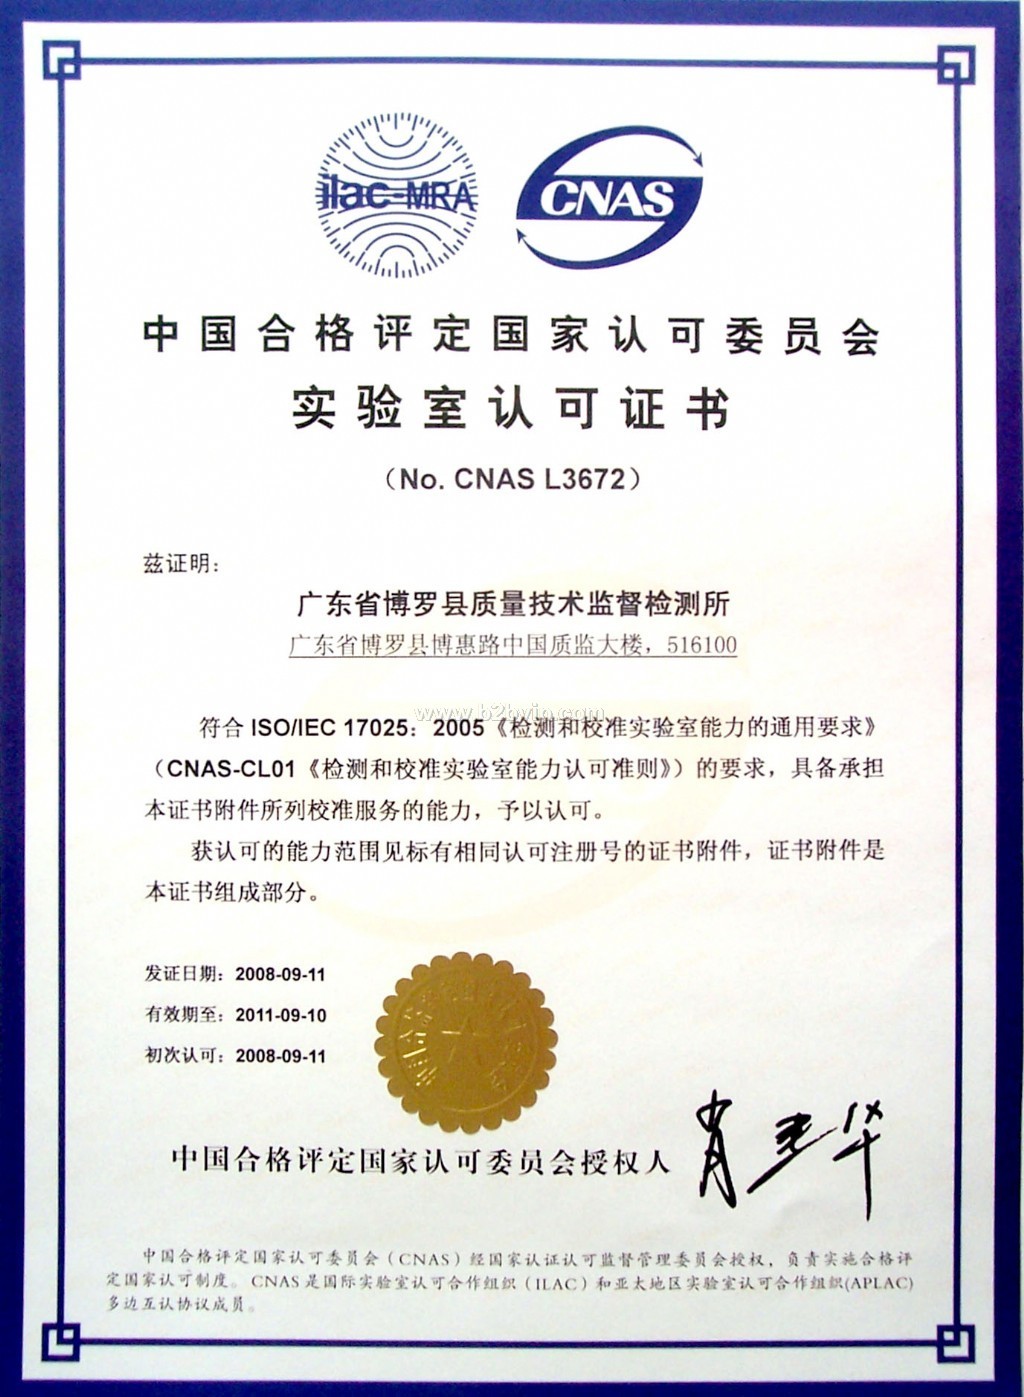 ilac-MRA
CNAS
中国合格评定国家认可委员会
实验室认可证书
（No. CNAS L3672）
兹证明：
广东省博罗县质量技术监督检测所
广东省博罗县博惠路中国质监大楼，516100
www.b2bvip.com
符合 ISO/IEC 17025：2005《检测和校准实验室能力的通用要求》
（CNAS-CL01《检测和校准实验室能力认可准则》）的要求，具备承担
本证书附件所列校准服务的能力，予以认可。
获认可的能力范围见标有相同认可注册号的证书附件，证书附件是
本证书组成部分。
发证日期：2008-09-11
有效期至：2011-09-10
初次认可：2008-09-11
中国合格评定国家认可委员会授权人
中国合格评定国家认可委员会（CNAS）经国家认证认可监督管理委员会授权，负责实施合格评
定国家认可制度。CNAS 是国际实验室认可合作组织（ILAC）和亚太地区实验室认可合作组织(APLAC)
多边互认协议成员。